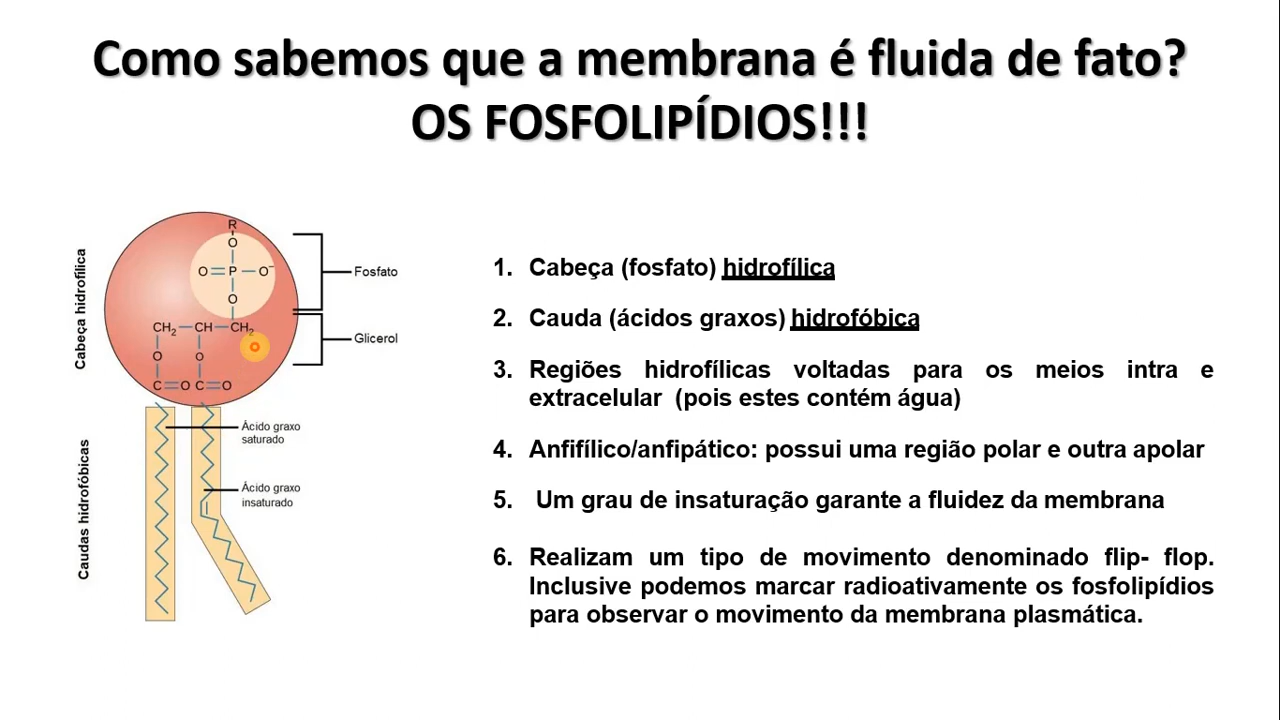 Como sabemos que a membrana é fluida de fato?
OS FOSFOLIPÍDIOS!!!
Cabeça hidrofílica
Caudas hidrofóbicas
R
O
O=P—O⁻
O
CH₂—CH—CH₂
O O
C=O C=O
Fosfato
Glicerol
Ácido graxo
saturado
Ácido graxo
insaturado
1. Cabeça (fosfato) hidrofílica
2. Cauda (ácidos graxos) hidrofóbica
3. Regiões hidrofílicas voltadas para os meios intra e
extracelular (pois estes contém água)
4. Anfifílico/anfipático: possui uma região polar e outra apolar
5. Um grau de insaturação garante a fluidez da membrana
6. Realizam um tipo de movimento denominado flip- flop.
Inclusive podemos marcar radioativamente os fosfolipídios
para observar o movimento da membrana plasmática.